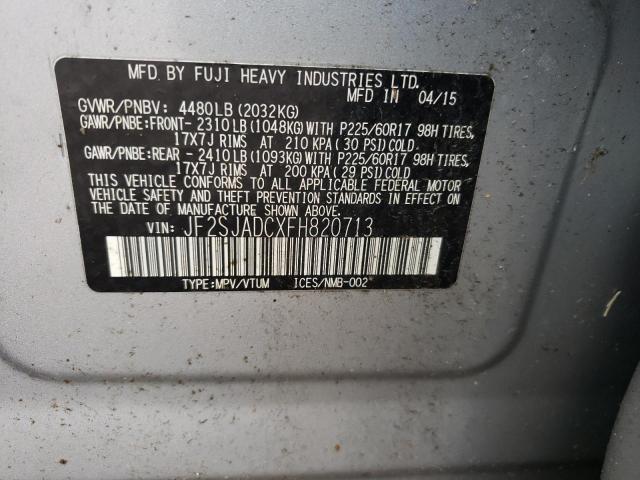 MFD.BY FUJI HEAVY INDUSTRIES LTD.
MFD IN 04/15
GVWR/PNBV: 4480LB(2032KG)
GAWR/PNBE:FRONT-2310LB(1048KG)WITH P225/60R17 98H TIRES,
17X7J RIMS AT 210 KPA(30 PSI)COLD
GAWR/PNBE:REAR -2410LB(1093KG)WITH P225/60R17 98H TIRES,
17X7J RIMS AT 200 KPA(29 PSI)COLD
THIS VEHICLE CONFORMS TO ALL APPLICABLE FEDERAL MOTOR
VEHICLE SAFETY AND THEFT PREVENTION STANDARDS IN EFFECT ON
THE DATE OF MANUFACTURE SHOWN ABOVE.
VIN: JF2SJADCXFH820713
TYPE:MPV/VTUM ICES/NMB-002